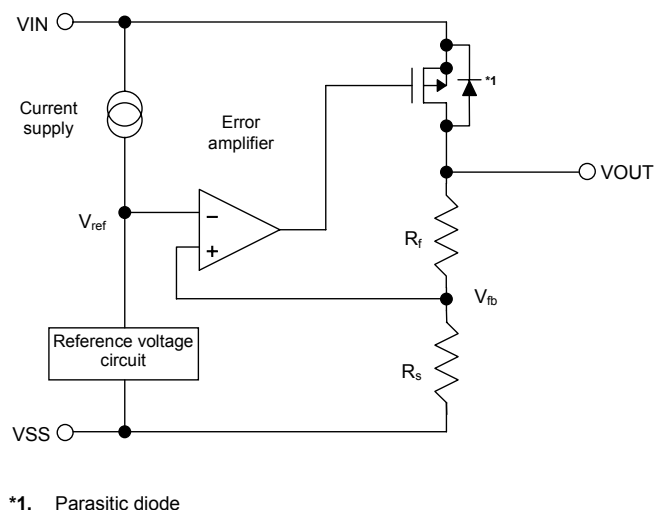 VIN
*1
Current
supply
Error
amplifier
VOUT
Vref
−
+
Rf
Vfb
Reference voltage
circuit
Rs
VSS
*1. Parasitic diode